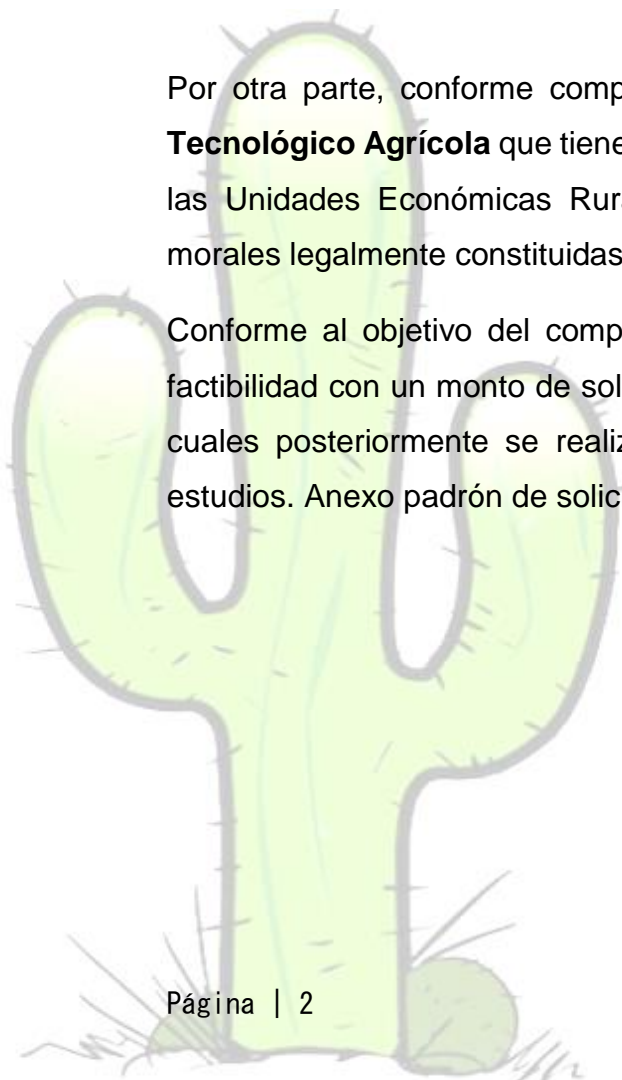 Por otra parte, conforme comp
Tecnológico Agrícola que tiene
las Unidades Económicas Rur
morales legalmente constituidas
Conforme al objetivo del comp
factibilidad con un monto de sol
cuales posteriormente se realiz
estudios. Anexo padrón de solic
Página | 2